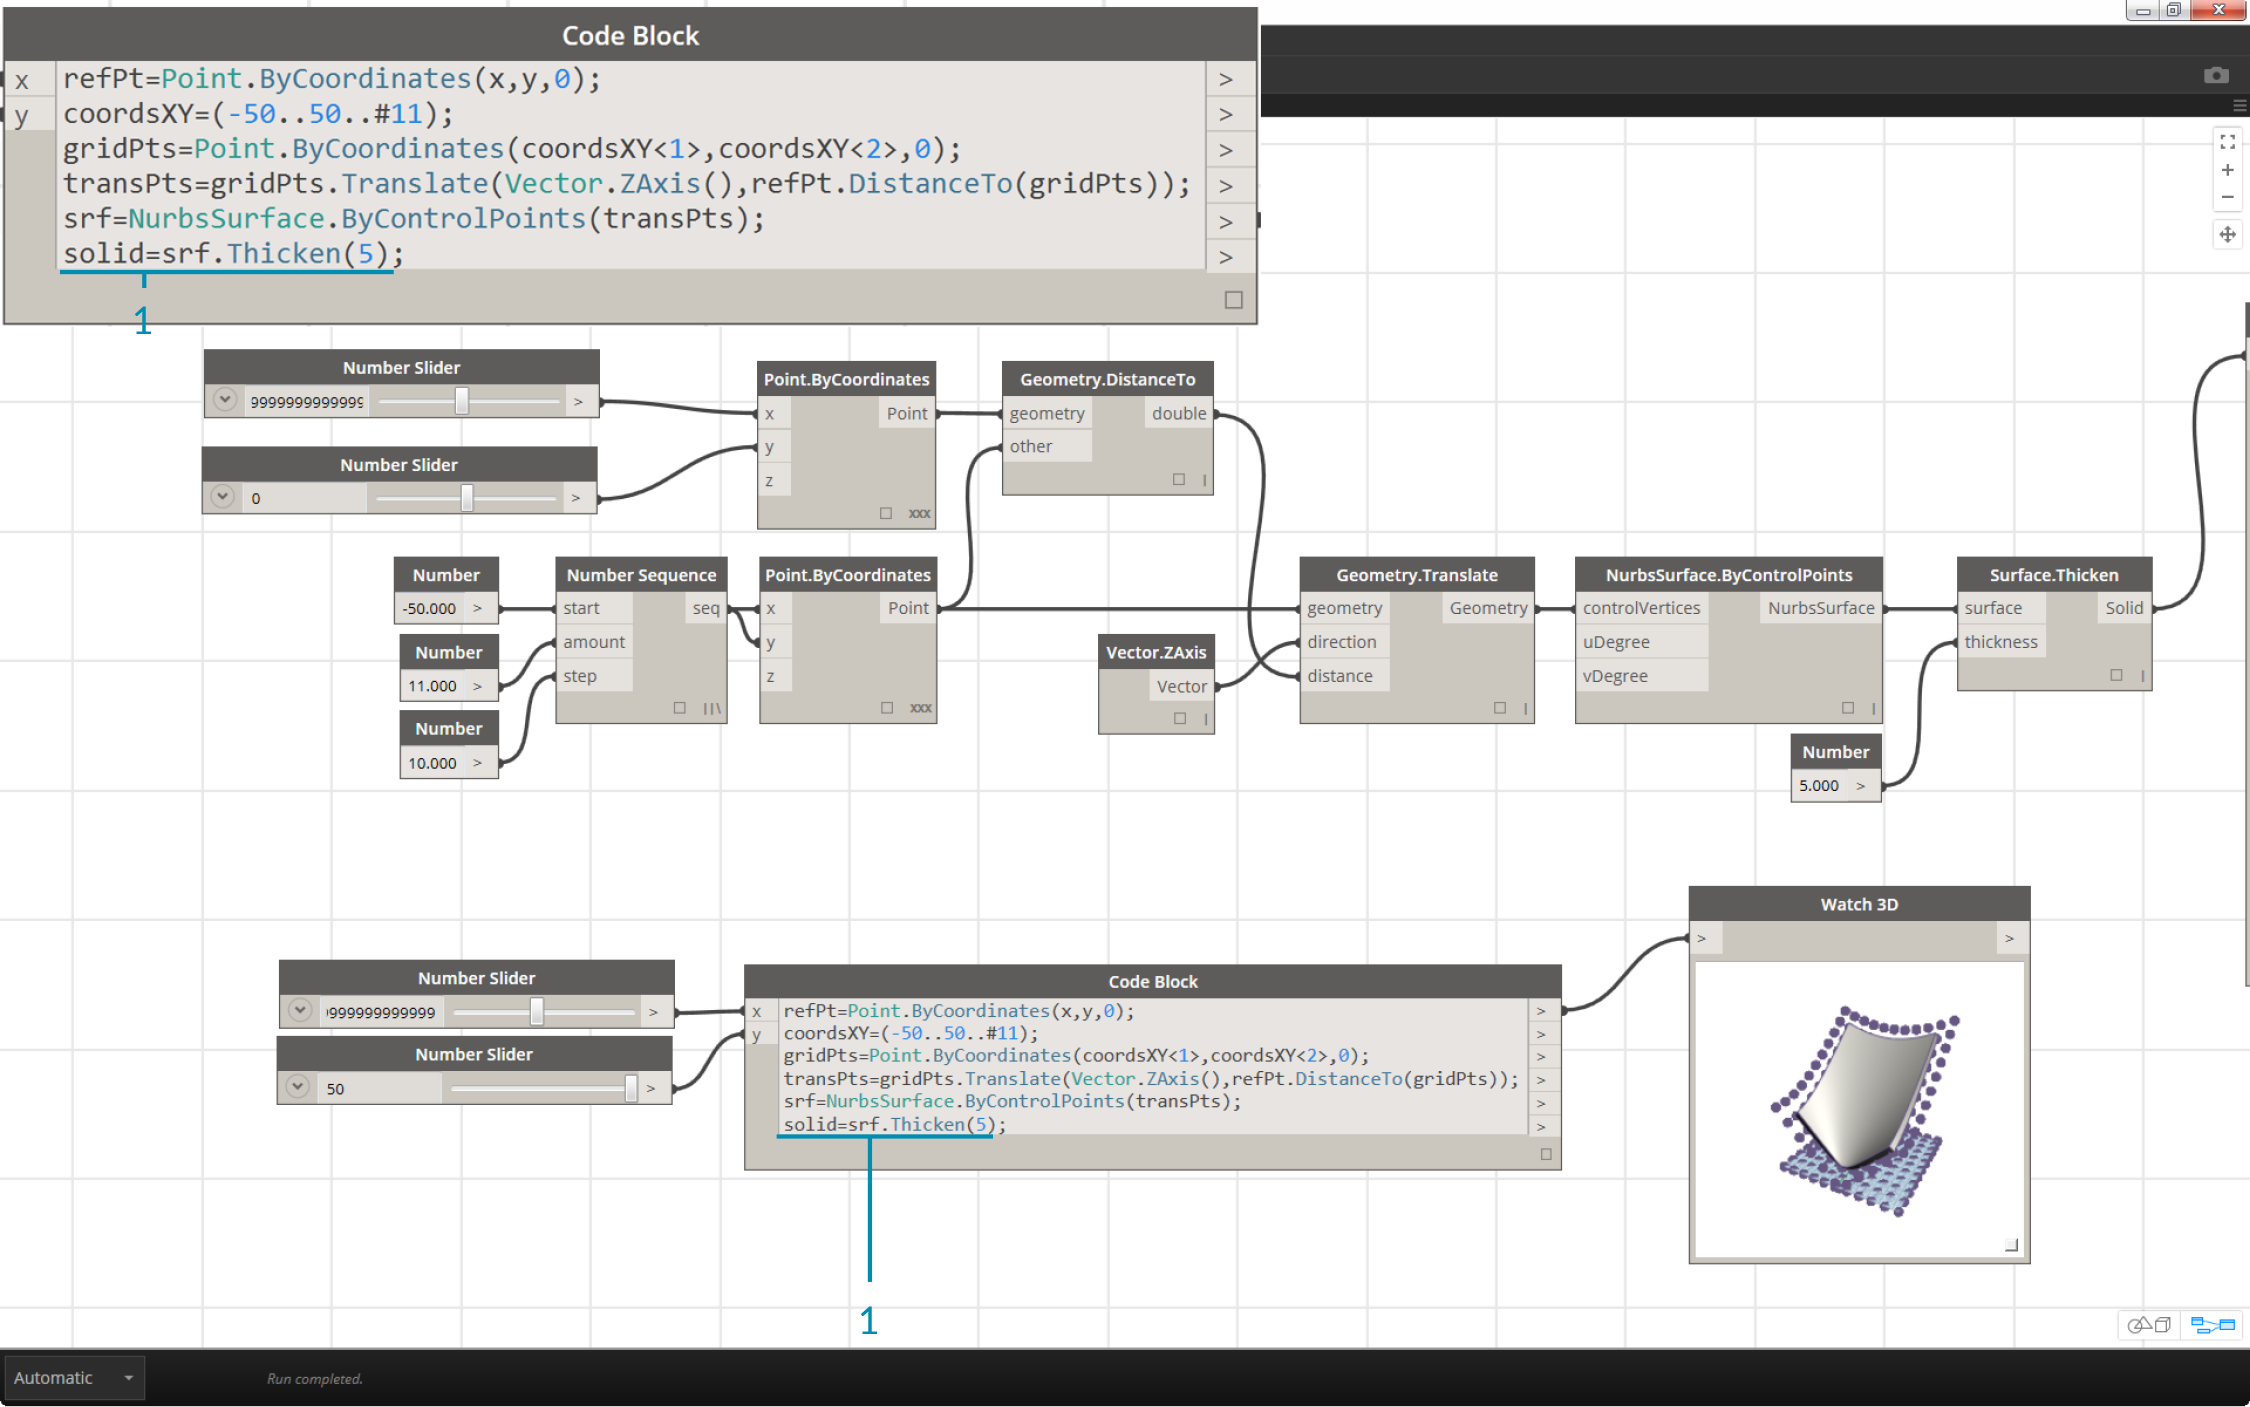 Code Block
x
y
refPt=Point.ByCoordinates(x,y,0);
coordsXY=(-50..50..#11);
gridPts=Point.ByCoordinates(coordsXY<1>,coordsXY<2>,0);
transPts=gridPts.Translate(Vector.ZAxis(),refPt.DistanceTo(gridPts));
srf=NurbsSurface.ByControlPoints(transPts);
solid=srf.Thicken(5);
>
>
>
>
>
>
1
Number Slider
9999999999999 >
Number Slider
0 >
Point.ByCoordinates
x Point
y
z
xxx
Geometry.DistanceTo
geometry double
other
|
Number
-50.000 >
Number
11.000 >
Number
10.000 >
Number Sequence
start seq
amount
step
||\
Point.ByCoordinates
x Point
y
z
xxx
Vector.ZAxis
Vector
|
Geometry.Translate
geometry Geometry
direction
distance
|
NurbsSurface.ByControlPoints
controlVertices NurbsSurface
uDegree
vDegree
|
Surface.Thicken
surface Solid
thickness
|
Number
5.000 >
Number Slider
9999999999999 >
Number Slider
50 >
Code Block
x
y
refPt=Point.ByCoordinates(x,y,0);
coordsXY=(-50..50..#11);
gridPts=Point.ByCoordinates(coordsXY<1>,coordsXY<2>,0);
transPts=gridPts.Translate(Vector.ZAxis(),refPt.DistanceTo(gridPts));
srf=NurbsSurface.ByControlPoints(transPts);
solid=srf.Thicken(5);
>
>
>
>
>
>
1
Watch 3D
> >
Automatic
Run completed.